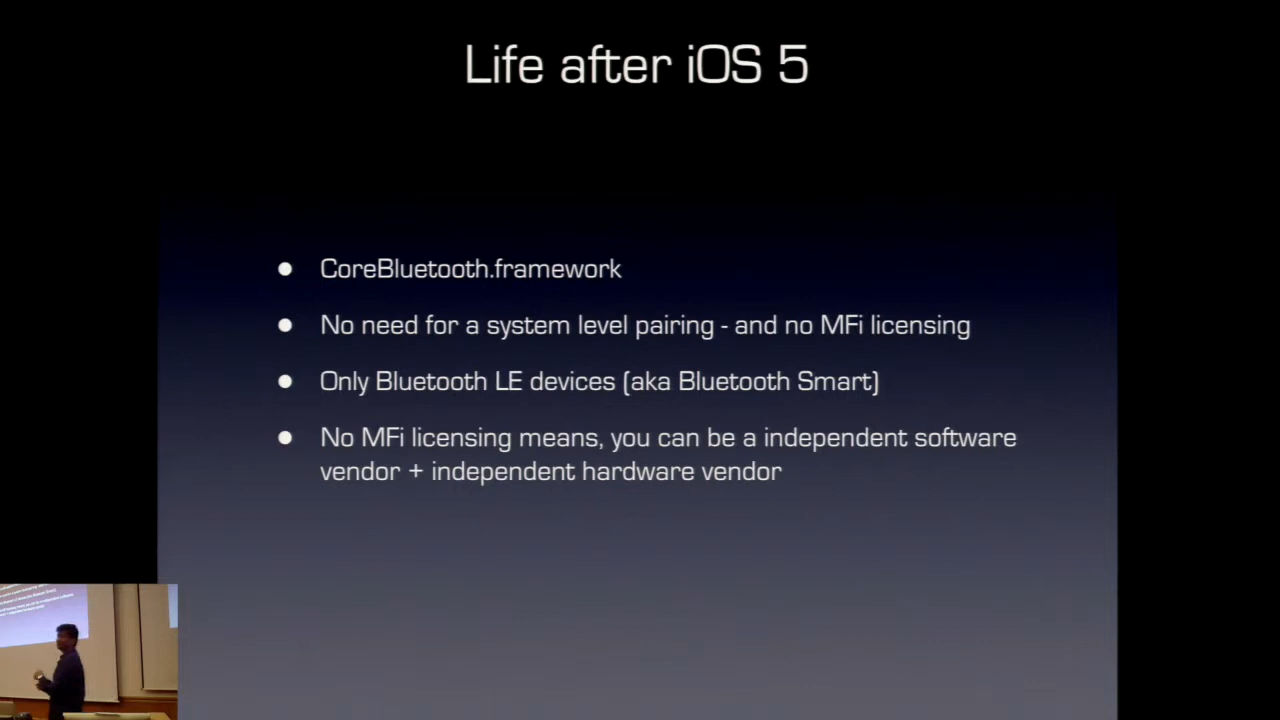 Life after iOS 5
● CoreBluetooth.framework
● No need for a system level pairing - and no MFi licensing
● Only Bluetooth LE devices (aka Bluetooth Smart)
● No MFi licensing means, you can be a independent software
vendor + independent hardware vendor